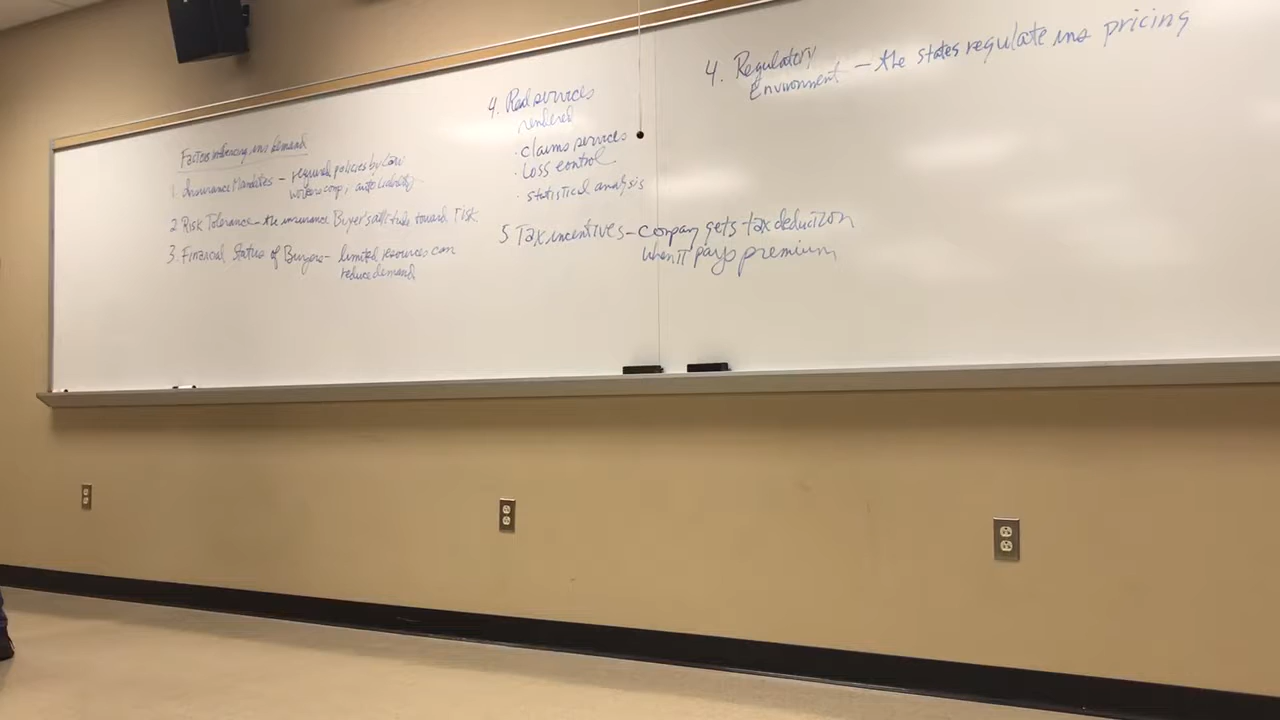 Factors influencing ins demand
1. Insurance Mandates – required policies by law:
workers comp, auto liability
2 Risk Tolerance – the insurance Buyer's attitude toward risk
3. Financial Status of Buyers – limited resources can
reduce demand
4. Real services
rendered
· claims services
· Loss control
· statistical analysis
5 Tax incentives – company gets tax deduction
when it pays premium
4. Regulatory
Environment – the states regulate ins pricing